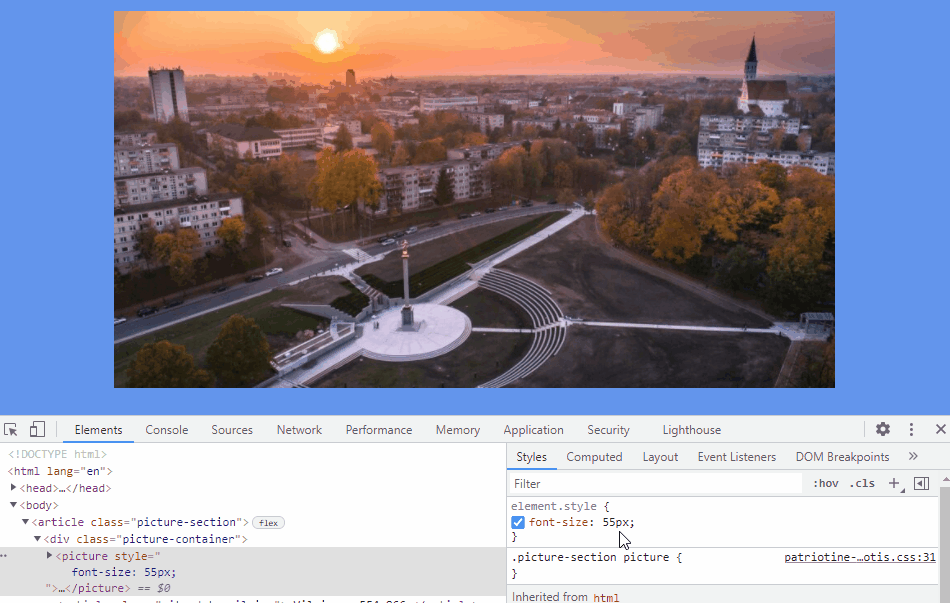 Elements Console Sources Network Performance Memory Application Security Lighthouse
<!DOCTYPE html>
<html lang="en">
<head>…</head>
<body>
<article class="picture-section"> flex
<div class="picture-container">
<picture style="
font-size: 55px;
">…</picture> == $0
Styles Computed Layout Event Listeners DOM Breakpoints »
Filter :hov .cls +
element.style {
font-size: 55px;
}
.picture-section picture { patriotine-…otis.css:31
}
Inherited from html